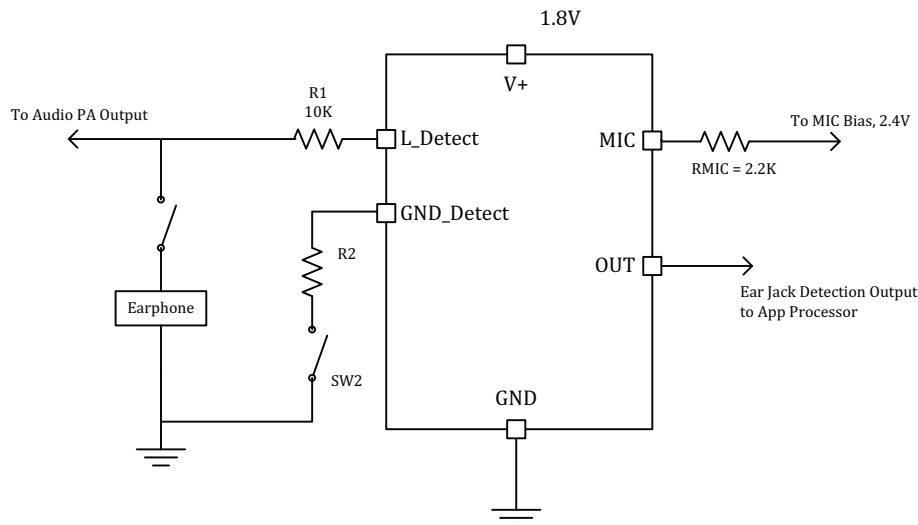 1.8V
V+
R1
10K
To Audio PA Output
L_Detect
MIC
To MIC Bias, 2.4V
RMIC = 2.2K
GND_Detect
R2
OUT
Ear Jack Detection Output
to App Processor
Earphone
SW2
GND